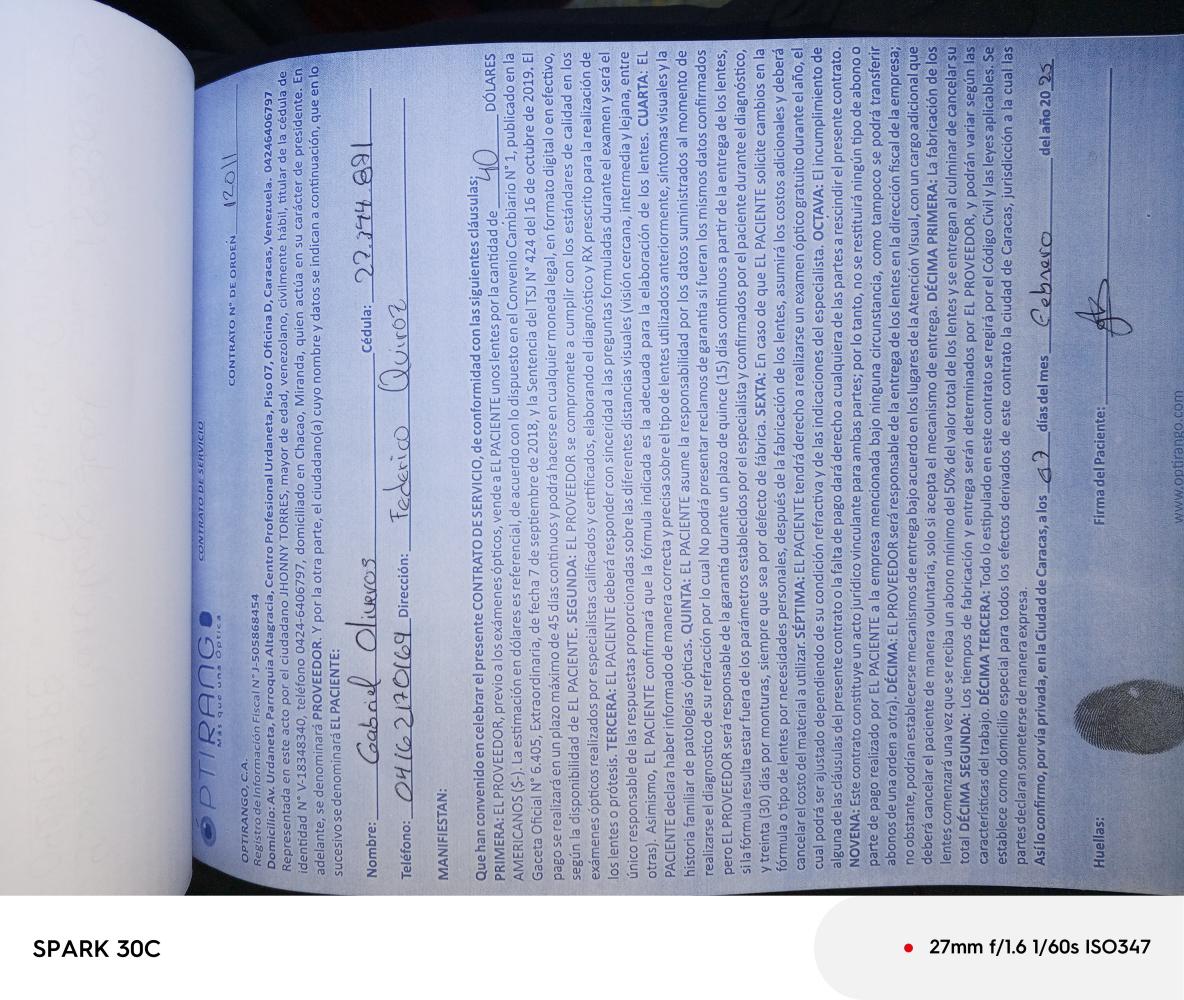 OPTIRANGO
Más que una Óptica
CONTRATO DE SERVICIO
CONTRATO N° DE ORDEN 12011
OPTIRANGO, C.A.
Registro de Información Fiscal N° J-505868454
Domicilio: Av. Urdaneta, Parroquia Altagracia, Centro Profesional Urdaneta, Piso 07, Oficina D, Caracas, Venezuela. 04246406797
Representada en este acto por el ciudadano JHONNY TORRES, mayor de edad, venezolano, civilmente hábil, titular de la cédula de
identidad N° V-18348340, teléfono 0424-6406797, domiciliado en Chacao, Miranda, quien actúa en su carácter de presidente. En
adelante, se denominará PROVEEDOR. Y por la otra parte, el ciudadano(a) cuyo nombre y datos se indican a continuación, que en lo
sucesivo se denominará EL PACIENTE:
Nombre: Gabriel Oliveros Cédula: 27.374.871
Teléfono: 04162170169 Dirección: Federico Quiroz
MANIFIESTAN:
Que han convenido en celebrar el presente CONTRATO DE SERVICIO, de conformidad con las siguientes cláusulas:
PRIMERA: EL PROVEEDOR, previo a los exámenes ópticos, vende a EL PACIENTE unos lentes por la cantidad de 40 DÓLARES
AMERICANOS ($-). La estimación en dólares es referencial, de acuerdo con lo dispuesto en el Convenio Cambiario N° 1, publicado en la
Gaceta Oficial N° 6.405, Extraordinaria, de fecha 7 de septiembre de 2018, y la Sentencia del TSJ N° 424 del 16 de octubre de 2019. El
pago se realizará en un plazo máximo de 45 días continuos y podrá hacerse en cualquier moneda legal, en formato digital o en efectivo,
según la disponibilidad de EL PACIENTE. SEGUNDA: EL PROVEEDOR se compromete a cumplir con los estándares de calidad en los
exámenes ópticos realizados por especialistas calificados y certificados, elaborando el diagnóstico y RX prescrito para la realización de
los lentes o prótesis. TERCERA: EL PACIENTE deberá responder con sinceridad a las preguntas formuladas durante el examen y será el
único responsable de las respuestas proporcionadas sobre las diferentes distancias visuales (visión cercana, intermedia y lejana, entre
otras). Asimismo, EL PACIENTE confirmará que la fórmula indicada es la adecuada para la elaboración de los lentes. CUARTA: EL
PACIENTE declara haber informado de manera correcta y precisa sobre el tipo de lentes utilizados anteriormente, síntomas visuales y la
historia familiar de patologías ópticas. QUINTA: EL PACIENTE asume la responsabilidad por los datos suministrados al momento de
realizarse el diagnostico de su refracción por lo cual No podrá presentar reclamos de garantía si fueran los mismos datos confirmados
pero EL PROVEEDOR será responsable de la garantía durante un plazo de quince (15) días continuos a partir de la entrega de los lentes,
si la fórmula resulta estar fuera de los parámetros establecidos por el especialista y confirmados por el paciente durante el diagnóstico,
y treinta (30) días por monturas, siempre que sea por defecto de fábrica. SEXTA: En caso de que EL PACIENTE solicite cambios en la
fórmula o tipo de lentes por necesidades personales, después de la fabricación de los lentes, asumirá los costos adicionales y deberá
cancelar el costo del material a utilizar. SÉPTIMA: EL PACIENTE tendrá derecho a realizarse un examen óptico gratuito durante el año, el
cual podrá ser ajustado dependiendo de su condición refractiva y de las indicaciones del especialista. OCTAVA: El incumplimiento de
alguna de las cláusulas del presente contrato o la falta de pago dará derecho a cualquiera de las partes a rescindir el presente contrato.
NOVENA: Este contrato constituye un acto jurídico vinculante para ambas partes; por lo tanto, no se restituirá ningún tipo de abono o
parte de pago realizado por EL PACIENTE a la empresa mencionada bajo ninguna circunstancia, como tampoco se podrá transferir
abonos de una orden a otra). DÉCIMA: EL PROVEEDOR será responsable de la entrega de los lentes en la dirección fiscal de la empresa;
no obstante, podrían establecerse mecanismos de entrega bajo acuerdo en los lugares de la Atención Visual, con un cargo adicional que
deberá cancelar el paciente de manera voluntaria, solo si acepta el mecanismo de entrega. DÉCIMA PRIMERA: La fabricación de los
lentes comenzará una vez que se reciba un abono mínimo del 50% del valor total de los lentes y se entregan al culminar de cancelar su
total DÉCIMA SEGUNDA: Los tiempos de fabricación y entrega serán determinados por EL PROVEEDOR, y podrán variar según las
características del trabajo. DÉCIMA TERCERA: Todo lo estipulado en este contrato se regirá por el Código Civil y las leyes aplicables. Se
establece como domicilio especial para todos los efectos derivados de este contrato la ciudad de Caracas, jurisdicción a la cual las
partes declaran someterse de manera expresa.
Así lo confirmo, por vía privada, en la Ciudad de Caracas, a los 07 días del mes Febrero del año 2025
Huellas: Firma del Paciente:
www.optirango.com
SPARK 30C
27mm f/1.6 1/60s ISO347